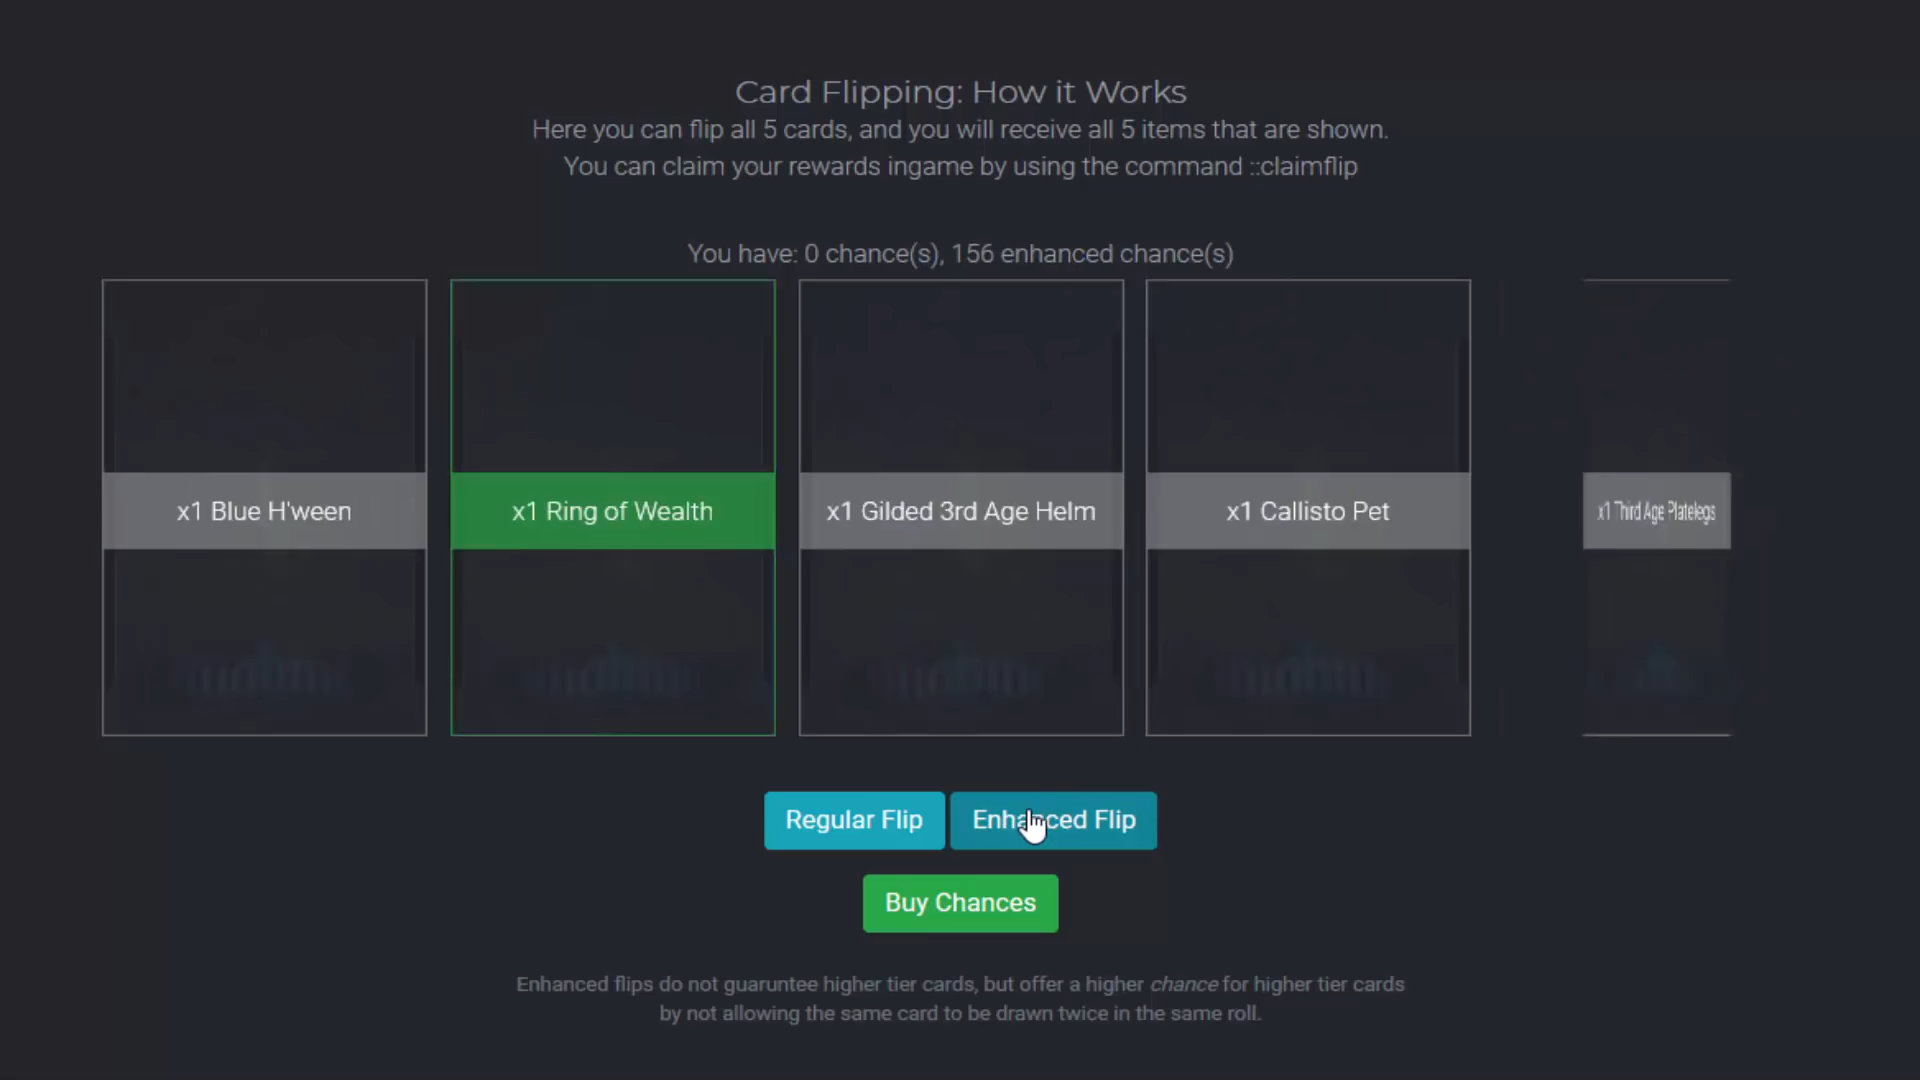 Card Flipping: How it Works
Here you can flip all 5 cards, and you will receive all 5 items that are shown.
You can claim your rewards ingame by using the command ::claimflip
You have: 0 chance(s), 156 enhanced chance(s)
x1 Blue H'ween
x1 Ring of Wealth
x1 Gilded 3rd Age Helm
x1 Callisto Pet
x1 Third Age Platelegs
Regular Flip
Enhanced Flip
Buy Chances
Enhanced flips do not guaruntee higher tier cards, but offer a higher chance for higher tier cards
by not allowing the same card to be drawn twice in the same roll.